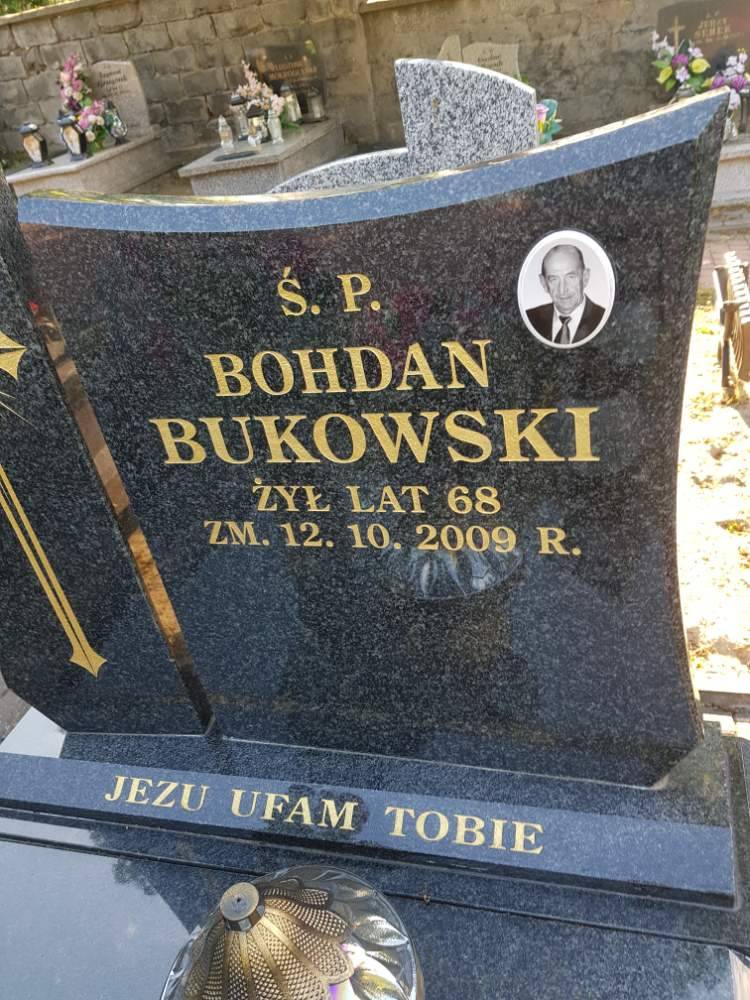 Ś. P.
BOHDAN
BUKOWSKI
ŻYŁ LAT 68
ZM. 12. 10. 2009 R.
JEZU UFAM TOBIE